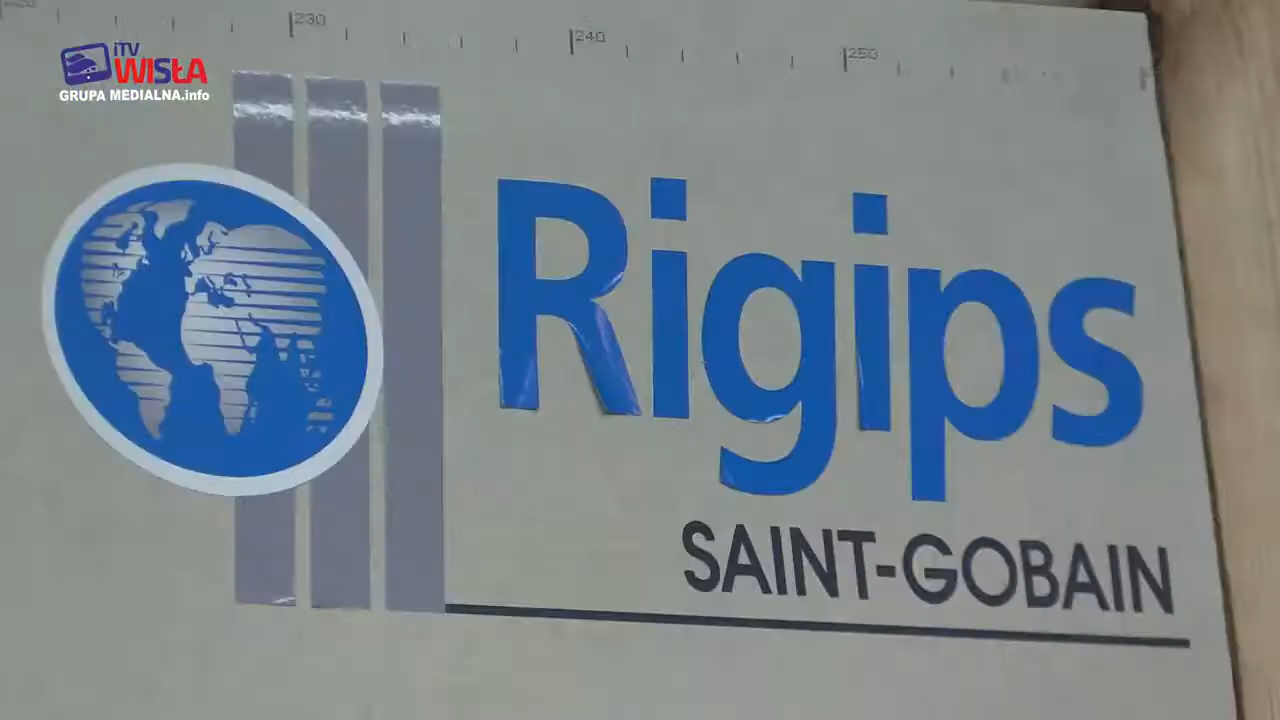 230
240
250
iTV
WISŁA
GRUPA MEDIALNA.info
Rigips
SAINT-GOBAIN